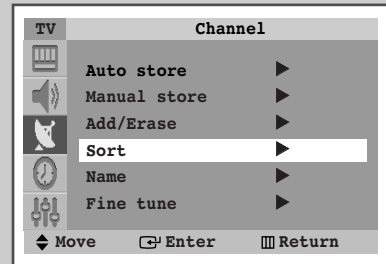 TV Channel
Auto store
Manual store
Add/Erase
Sort
Name
Fine tune
Move Enter Return